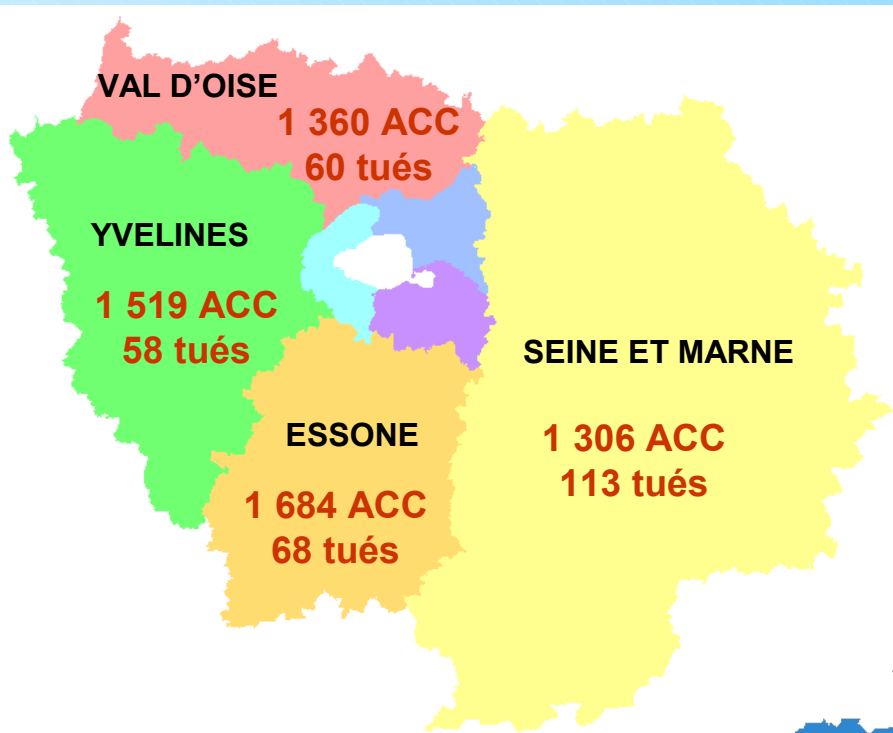 VAL D'OISE
1 360 ACC
60 tués
YVELINES
1 519 ACC
58 tués
SEINE ET MARNE
1 306 ACC
113 tués
ESSONE
1 684 ACC
68 tués